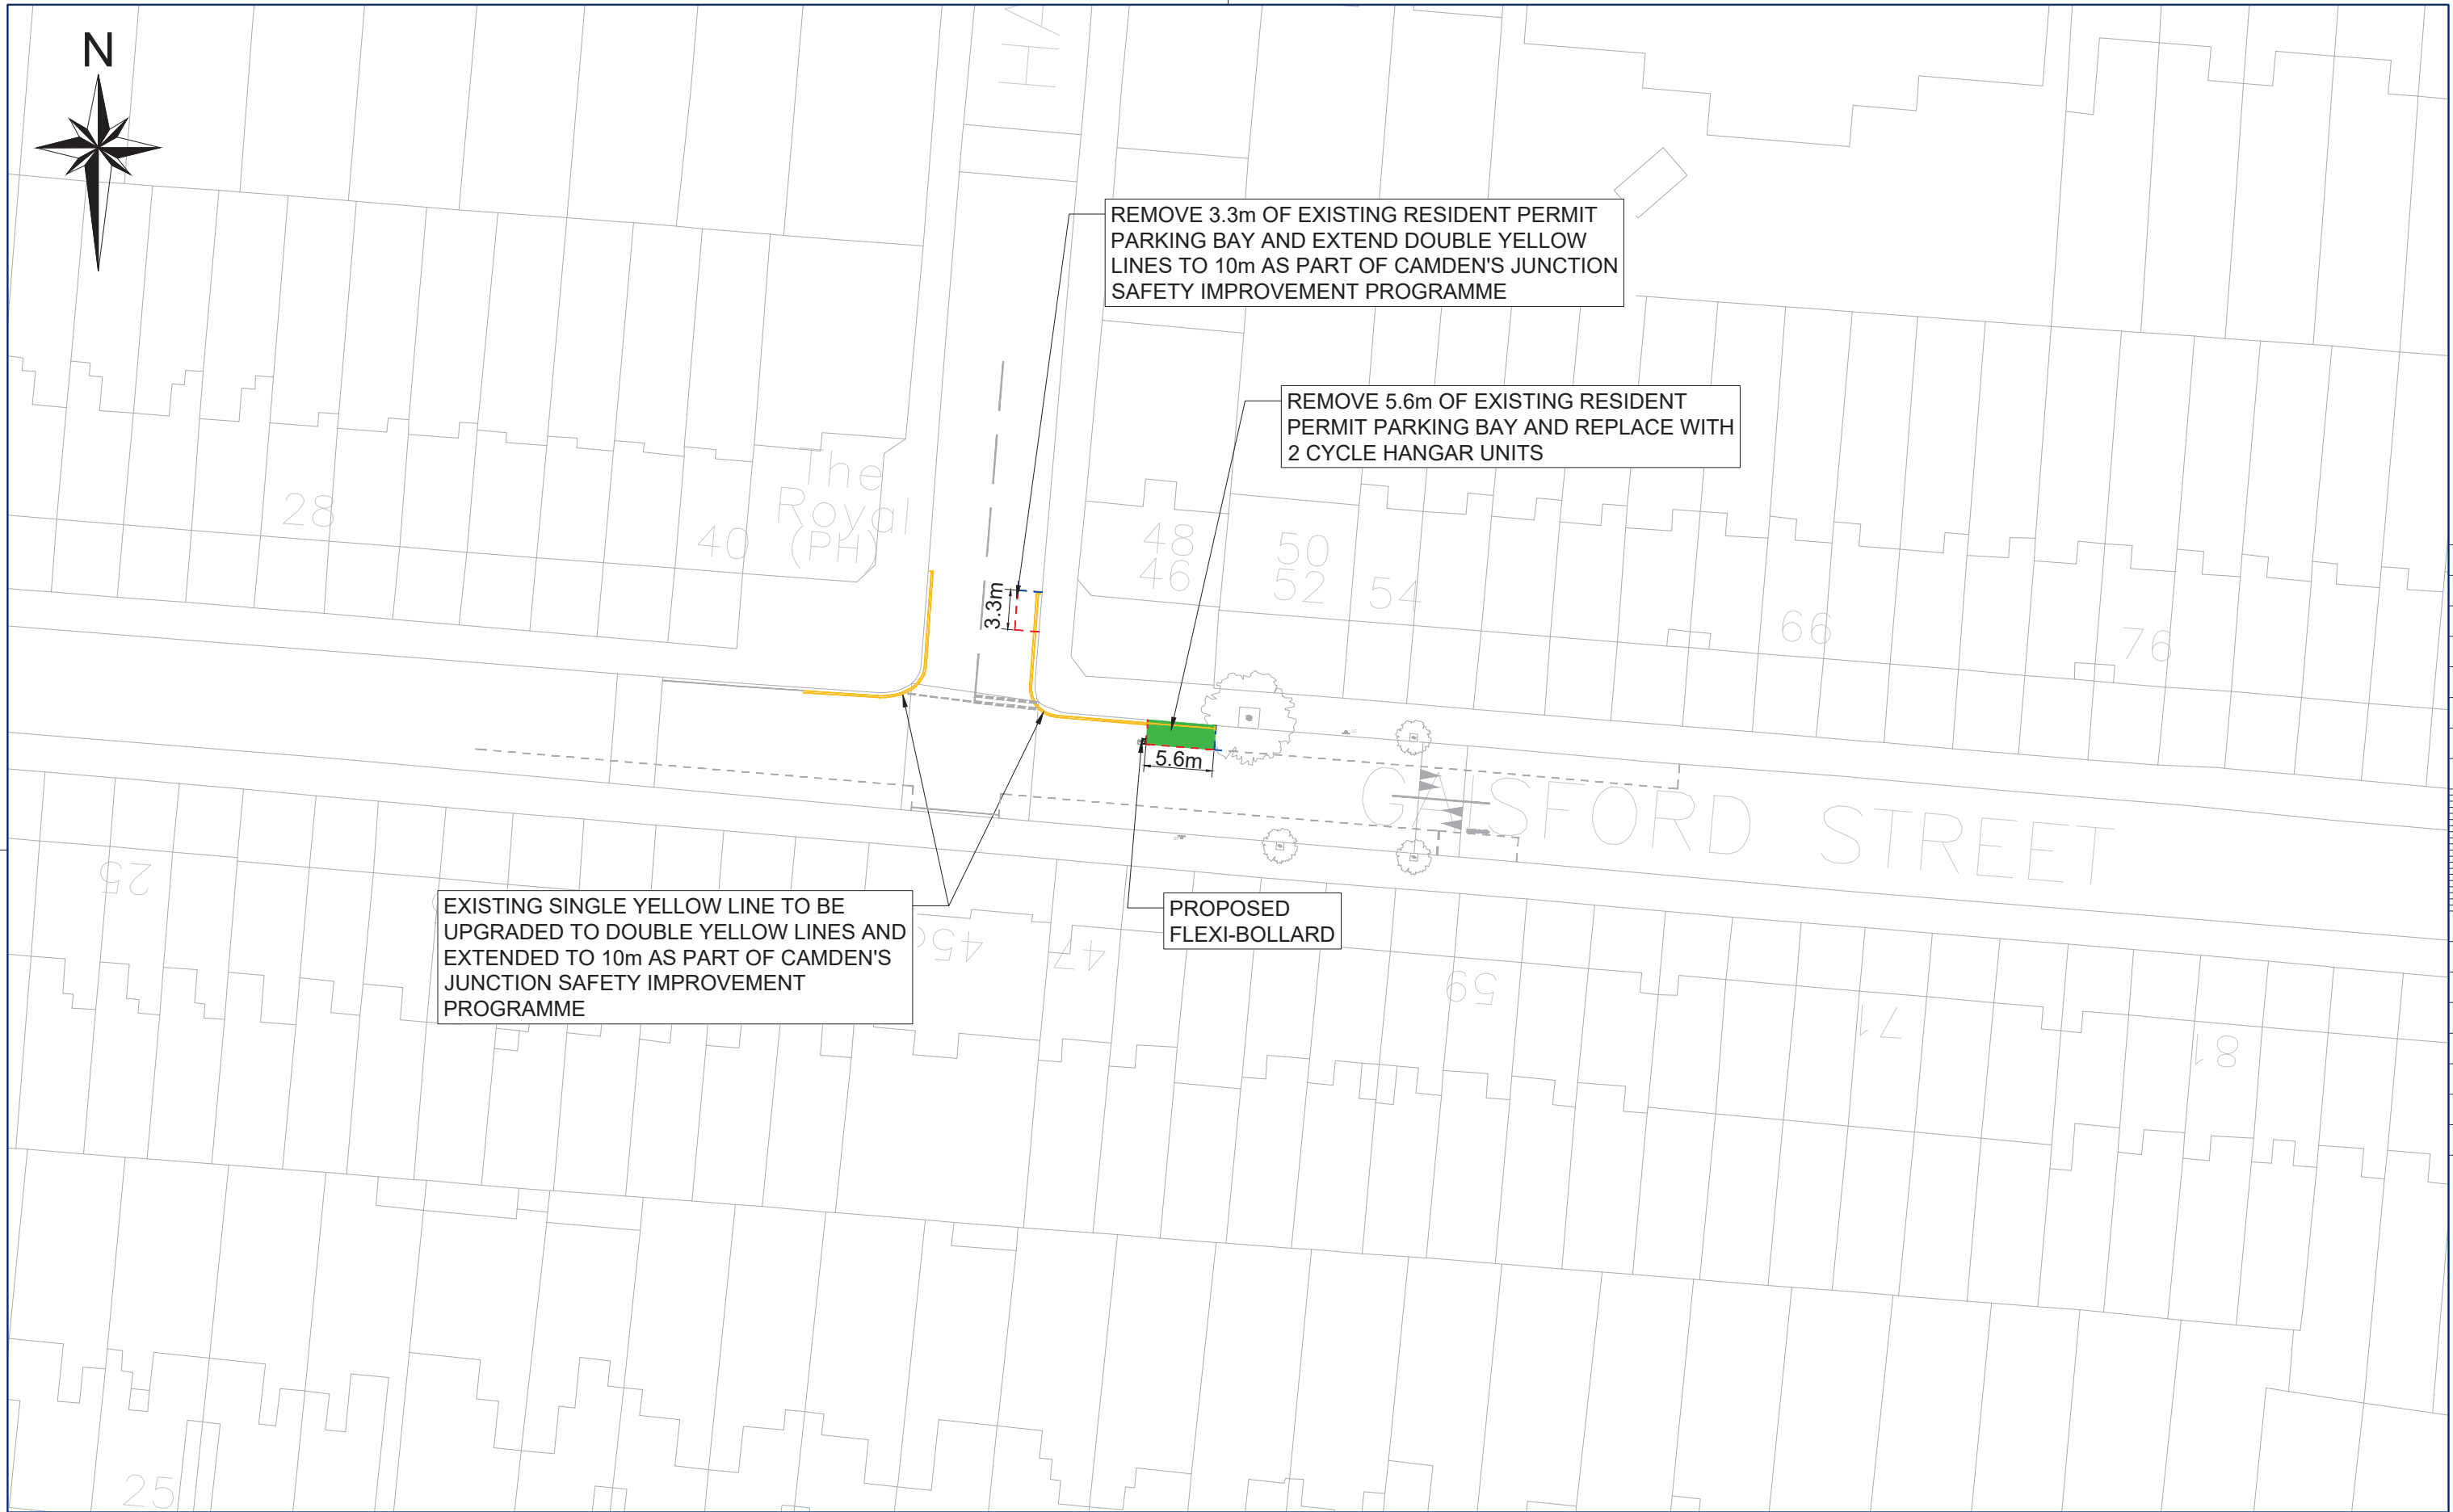 N
HA
REMOVE 3.3m OF EXISTING RESIDENT PERMIT
PARKING BAY AND EXTEND DOUBLE YELLOW
LINES TO 10m AS PART OF CAMDEN'S JUNCTION
SAFETY IMPROVEMENT PROGRAMME
REMOVE 5.6m OF EXISTING RESIDENT
PERMIT PARKING BAY AND REPLACE WITH
2 CYCLE HANGAR UNITS
The
Royal
(PH)
28
40
48
46
50
52
54
66
76
3.3m
5.6m
GAISFORD STREET
25
EXISTING SINGLE YELLOW LINE TO BE
UPGRADED TO DOUBLE YELLOW LINES AND
EXTENDED TO 10m AS PART OF CAMDEN'S
JUNCTION SAFETY IMPROVEMENT
PROGRAMME
PROPOSED
FLEXI-BOLLARD
45
47
59
71
81
25